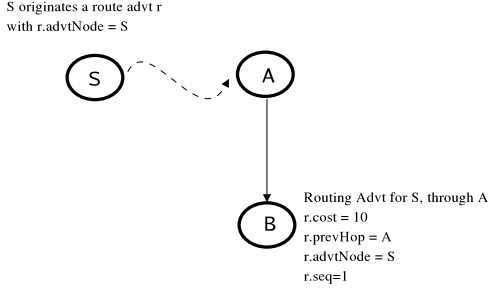 S originates a route advt r
with r.advtNode = S
S
A
B
Routing Advt for S, through A
r.cost = 10
r.prevHop = A
r.advtNode = S
r.seq=1